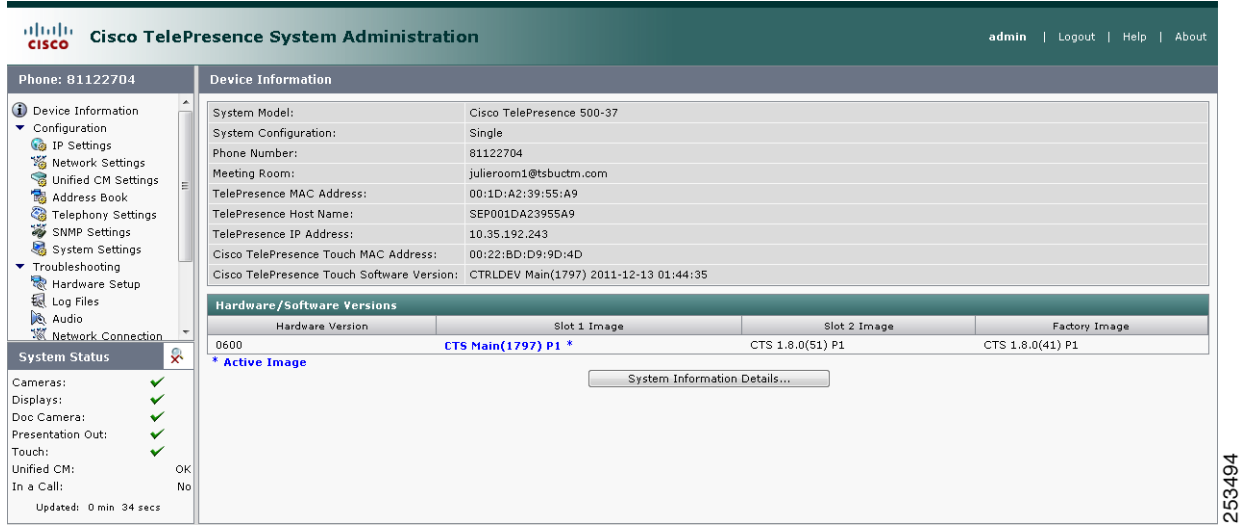 CISCO
Cisco TelePresence System Administration
admin | Logout | Help | About
Phone: 81122704
Device Information
Configuration
IP Settings
Network Settings
Unified CM Settings
Address Book
Telephony Settings
SNMP Settings
System Settings
Troubleshooting
Hardware Setup
Log Files
Audio
Network Connection
System Status
Cameras:
Displays:
Doc Camera:
Presentation Out:
Touch:
Unified CM: OK
In a Call: No
Updated: 0 min 34 secs
Device Information
System Model: Cisco TelePresence 500-37
System Configuration: Single
Phone Number: 81122704
Meeting Room: julieroom1@tsbuctm.com
TelePresence MAC Address: 00:1D:A2:39:55:A9
TelePresence Host Name: SEP001DA23955A9
TelePresence IP Address: 10.35.192.243
Cisco TelePresence Touch MAC Address: 00:22:BD:D9:9D:4D
Cisco TelePresence Touch Software Version: CTRLDEV Main(1797) 2011-12-13 01:44:35
Hardware/Software Versions
Hardware Version Slot 1 Image Slot 2 Image Factory Image
0600 CTS Main(1797) P1 * CTS 1.8.0(51) P1 CTS 1.8.0(41) P1
* Active Image
System Information Details...
253494